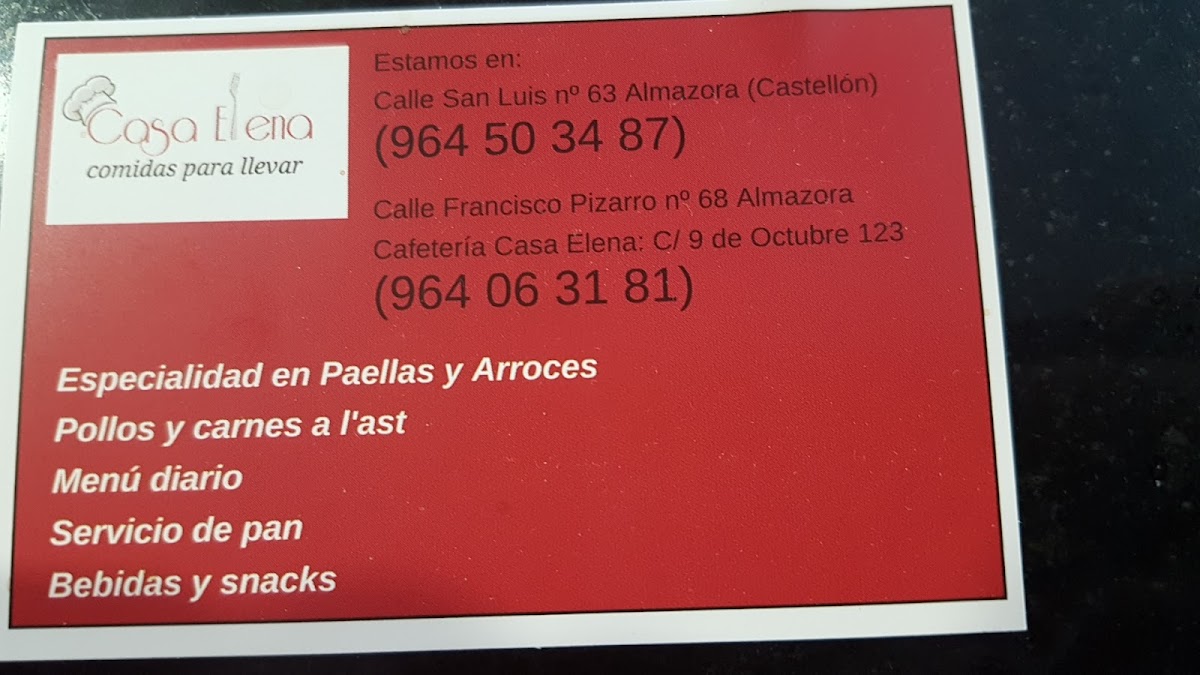 Casa Elena
comidas para llevar
Estamos en:
Calle San Luis nº 63 Almazora (Castellón)
(964 50 34 87)
Calle Francisco Pizarro nº 68 Almazora
Cafetería Casa Elena: C/ 9 de Octubre 123
(964 06 31 81)
Especialidad en Paellas y Arroces
Pollos y carnes a l'ast
Menú diario
Servicio de pan
Bebidas y snacks